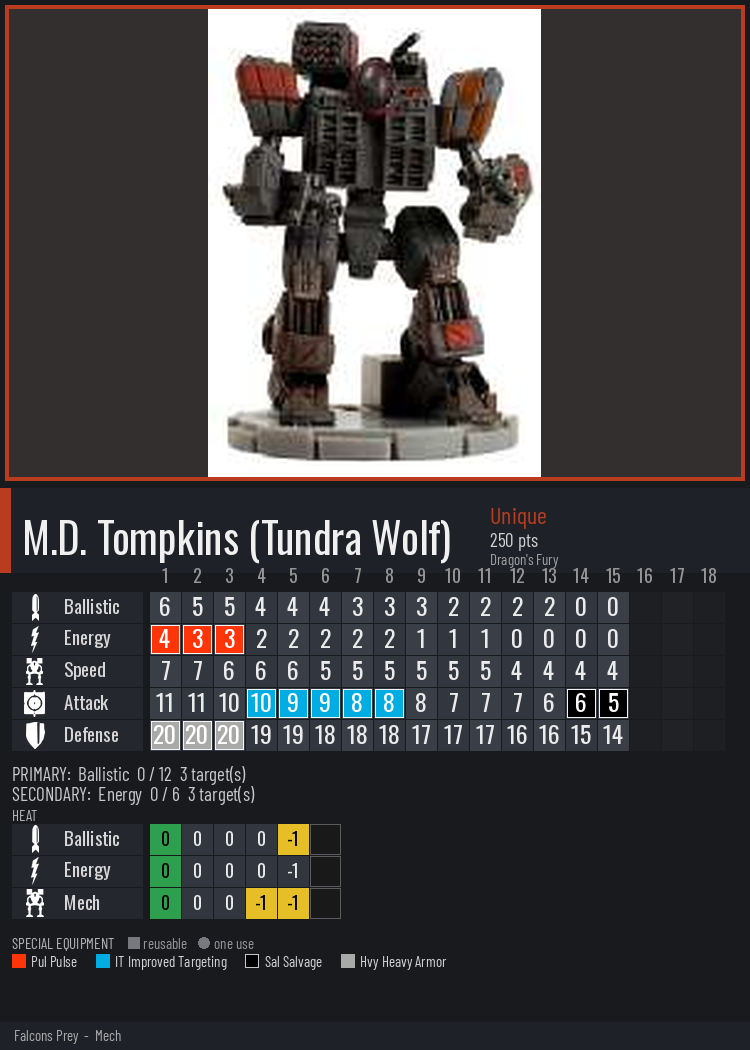 M.D. Tompkins (Tundra Wolf)
Unique
250 pts
Dragon's Fury
1 2 3 4 5 6 7 8 9 10 11 12 13 14 15 16 17 18
Ballistic 6 5 5 4 4 4 3 3 3 2 2 2 2 0 0
Energy 4 3 3 2 2 2 2 2 1 1 1 0 0 0 0
Speed 7 7 6 6 6 5 5 5 5 5 5 4 4 4 4
Attack 11 11 10 10 9 9 8 8 8 7 7 7 6 6 5
Defense 20 20 20 19 19 18 18 18 17 17 17 16 16 15 14
PRIMARY: Ballistic 0 / 12 3 target(s)
SECONDARY: Energy 0 / 6 3 target(s)
HEAT
Ballistic 0 0 0 0 -1
Energy 0 0 0 0 -1
Mech 0 0 0 -1 -1
SPECIAL EQUIPMENT reusable one use
Pul Pulse IT Improved Targeting Sal Salvage Hvy Heavy Armor
Falcons Prey - Mech